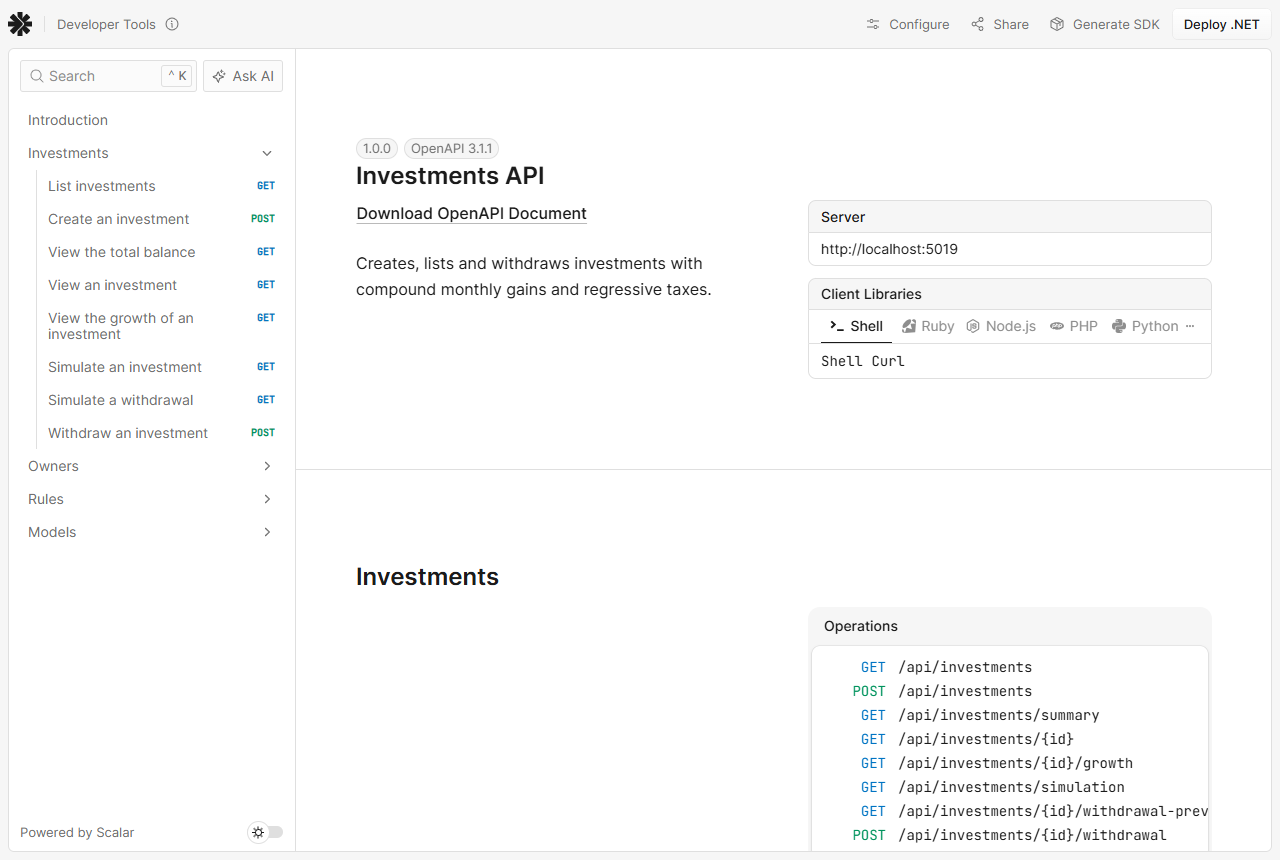 Developer Tools
Configure
Share
Generate SDK
Deploy .NET
Search
^ K
Ask AI
Introduction
Investments
List investments GET
Create an investment POST
View the total balance GET
View an investment GET
View the growth of an GET
investment
Simulate an investment GET
Simulate a withdrawal GET
Withdraw an investment POST
Owners
Rules
Models
Powered by Scalar
1.0.0 OpenAPI 3.1.1
Investments API
Download OpenAPI Document
Creates, lists and withdraws investments with
compound monthly gains and regressive taxes.
Server
http://localhost:5019
Client Libraries
Shell Ruby Node.js PHP Python
Shell Curl
Investments
Operations
GET /api/investments
POST /api/investments
GET /api/investments/summary
GET /api/investments/{id}
GET /api/investments/{id}/growth
GET /api/investments/simulation
GET /api/investments/{id}/withdrawal-prev
POST /api/investments/{id}/withdrawal